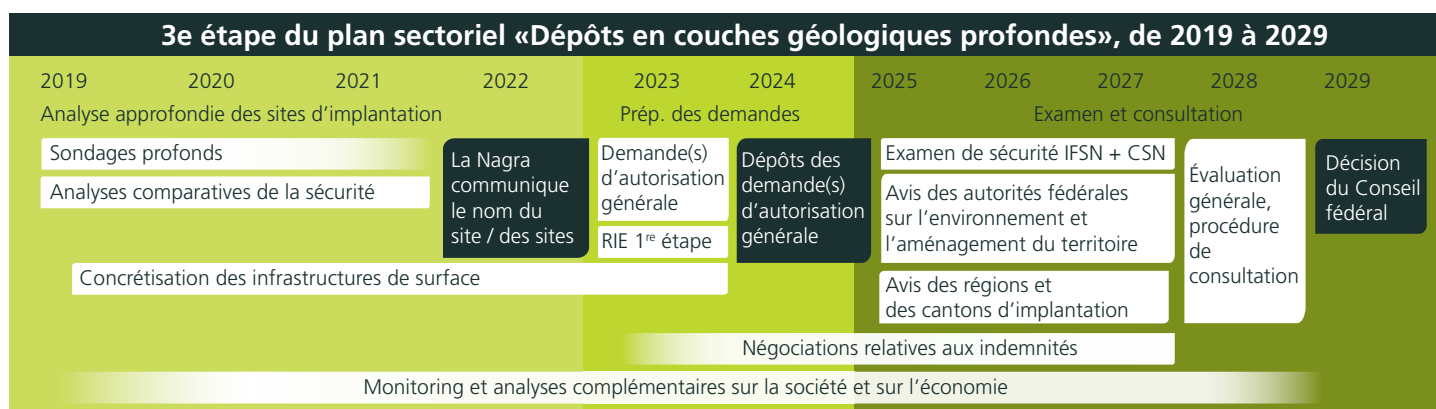 3e étape du plan sectoriel «Dépôts en couches géologiques profondes», de 2019 à 2029
2019 2020 2021 2022 2023 2024 2025 2026 2027 2028 2029
Analyse approfondie des sites d’implantation
Prép. des demandes
Examen et consultation
Sondages profonds
Analyses comparatives de la sécurité
La Nagra
communique
le nom du
site / des sites
Demande(s)
d’autorisation
générale
RIE 1re étape
Dépôts des
demande(s)
d’autorisation
générale
Concrétisation des infrastructures de surface
Examen de sécurité IFSN + CSN
Avis des autorités fédérales
sur l’environnement et
l’aménagement du territoire
Avis des régions et
des cantons d’implantation
Évaluation
générale,
procédure
de
consultation
Décision
du Conseil
fédéral
Négociations relatives aux indemnités
Monitoring et analyses complémentaires sur la société et sur l’économie